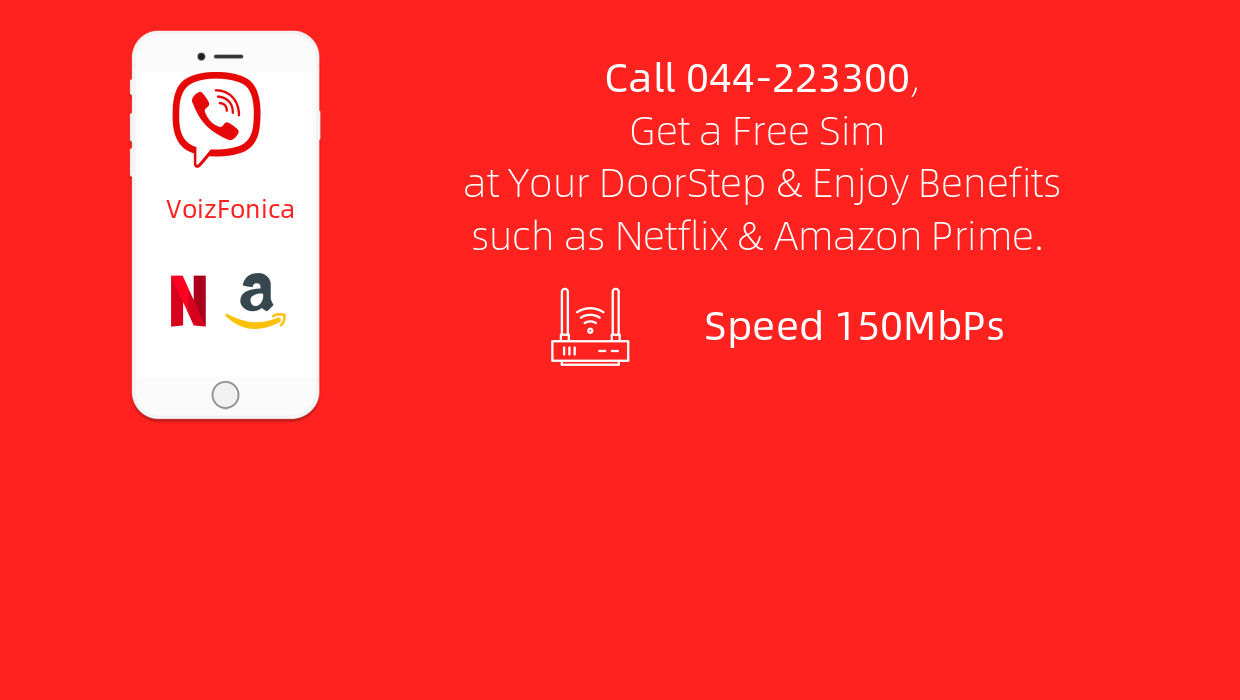 Call 044-223300,
Get a Free Sim
at Your DoorStep & Enjoy Benefits
such as Netflix & Amazon Prime.
Speed 150MbPs
VoizFonica
N a